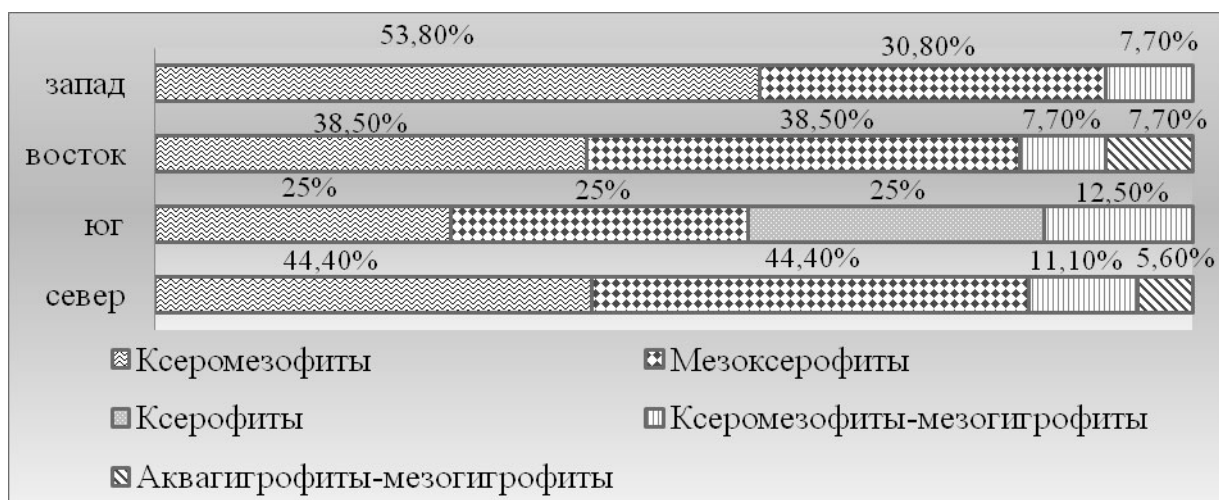 53,80% 30,80% 7,70%
запад
38,50% 38,50% 7,70% 7,70%
восток
25% 25% 25% 12,50%
юг
44,40% 44,40% 11,10% 5,60%
север
Ксеромезофиты Мезоксерофиты
Ксерофиты Ксеромезофиты-мезогигрофиты
Аквагигрофиты-мезогигрофиты